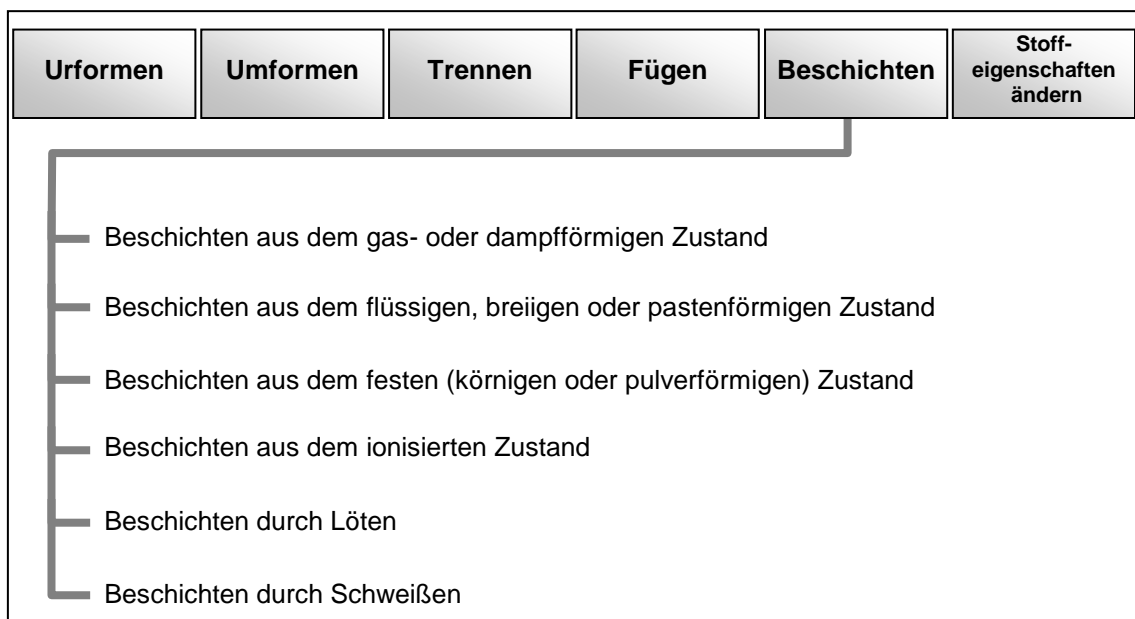 Urformen
Umformen
Trennen
Fügen
Beschichten
Stoff-
eigenschaften
ändern
Beschichten aus dem gas- oder dampfförmigen Zustand
Beschichten aus dem flüssigen, breiigen oder pastenförmigen Zustand
Beschichten aus dem festen (körnigen oder pulverförmigen) Zustand
Beschichten aus dem ionisierten Zustand
Beschichten durch Löten
Beschichten durch Schweißen